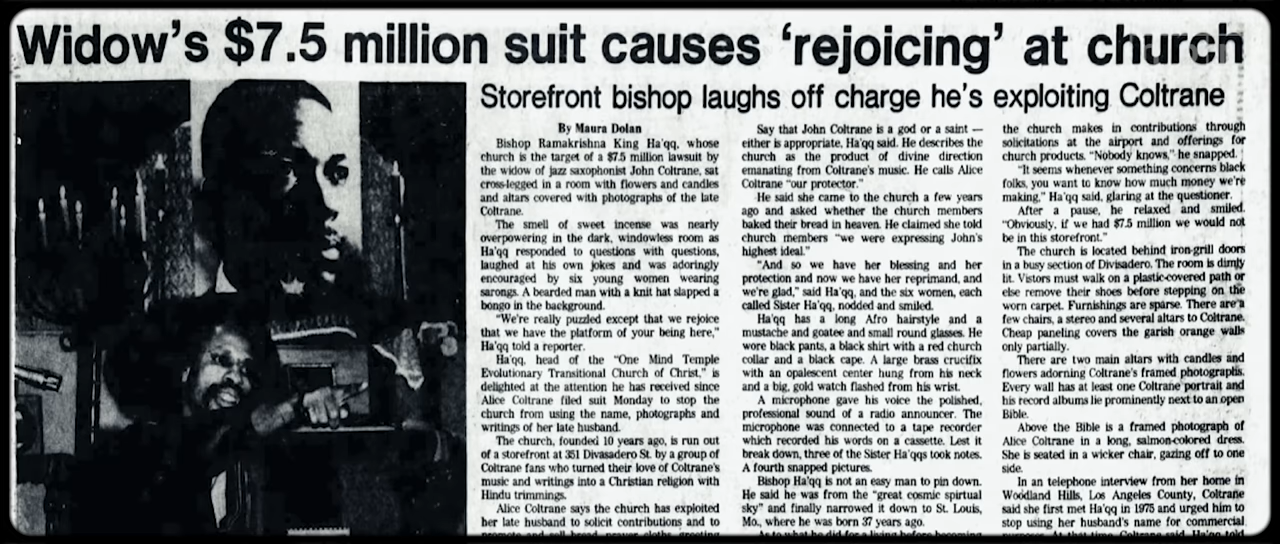 Widow's $7.5 million suit causes 'rejoicing' at church
Storefront bishop laughs off charge he's exploiting Coltrane
By Maura Dolan
Bishop Ramakrishna King Ha'qq, whose
church is the target of a $7.5 million lawsuit by
the widow of jazz saxophonist John Coltrane, sat
cross-legged in a room with flowers and candles
and altars covered with photographs of the late
Coltrane.
The smell of sweet incense was nearly
overpowering in the dark, windowless room as
Ha'qq responded to questions with questions,
laughed at his own jokes and was adoringly
encouraged by six young women wearing
sarongs. A bearded man with a knit hat slapped a
bongo in the background.
"We're really puzzled except that we rejoice
that we have the platform of your being here,"
Ha'qq told a reporter.
Ha'qq, head of the "One Mind Temple
Evolutionary Transitional Church of Christ," is
delighted at the attention he has received since
Alice Coltrane filed suit Monday to stop the
church from using the name, photographs and
writings of her late husband.
The church, founded 10 years ago, is run out
of a storefront at 351 Divasadero St. by a group of
Coltrane fans who turned their love of Coltrane's
music and writings into a Christian religion with
Hindu trimmings.
Alice Coltrane says the church has exploited
her late husband to solicit contributions and to
Say that John Coltrane is a god or a saint —
either is appropriate, Ha'qq said. He describes the
church as the product of divine direction
emanating from Coltrane's music. He calls Alice
Coltrane "our protector."
He said she came to the church a few years
ago and asked whether the church members
baked their bread in heaven. He claimed she told
church members "we were expressing John's
highest ideal."
"And so we have her blessing and her
protection and now we have her reprimand, and
we're glad," said Ha'qq, and the six women, each
called Sister Ha'qq, nodded and smiled.
Ha'qq has a long Afro hairstyle and a
mustache and goatee and small round glasses. He
wore black pants, a black shirt with a red church
collar and a black cape. A large brass crucifix
with an opalescent center hung from his neck
and a big, gold watch flashed from his wrist.
A microphone gave his voice the polished,
professional sound of a radio announcer. The
microphone was connected to a tape recorder
which recorded his words on a cassette. Lest it
break down, three of the Sister Ha'qqs took notes.
A fourth snapped pictures.
Bishop Ha'qq is not an easy man to pin down.
He said he was from the "great cosmic spirtual
sky" and finally narrowed it down to St. Louis,
Mo., where he was born 37 years ago.
As to what he did for a living before becoming
the church makes in contributions through
solicitations at the airport and offerings for
church products. "Nobody knows," he snapped.
"It seems whenever something concerns black
folks, you want to know how much money we're
making," Ha'qq said, glaring at the questioner.
After a pause, he relaxed and smiled.
"Obviously, if we had $7.5 million we would not
be in this storefront."
The church is located behind iron-grill doors
in a busy section of Divisadero. The room is dimly
lit. Vistors must walk on a plastic-covered path or
else remove their shoes before stepping on the
worn carpet. Furnishings are sparse. There are a
few chairs, a stereo and several altars to Coltrane.
Cheap paneling covers the garish orange walls
only partially.
There are two main altars with candles and
flowers adorning Coltrane's framed photographs.
Every wall has at least one Coltrane portrait and
his record albums lie prominently next to an open
Bible.
Above the Bible is a framed photograph of
Alice Coltrane in a long, salmon-colored dress.
She is seated in a wicker chair, gazing off to one
side.
In an telephone interview from her home in
Woodland Hills, Los Angeles County, Coltrane
said she first met Ha'qq in 1975 and urged him to
stop using her husband's name for commercial